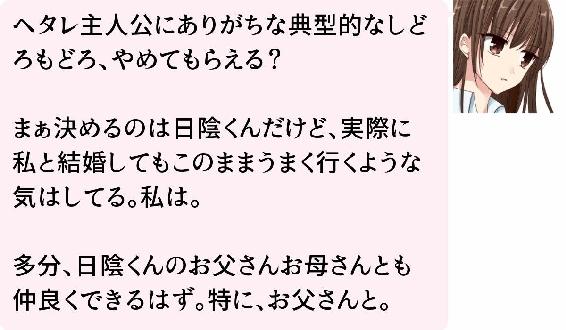 ヘタレ主人公にありがちな典型的なしど
ろもどろ、やめてもらえる？
まぁ決めるのは日陰くんだけど、実際に
私と結婚してもこのままうまく行くような
気はしてる。私は。
多分、日陰くんのお父さんお母さんとも
仲良くできるはず。特に、お父さんと。